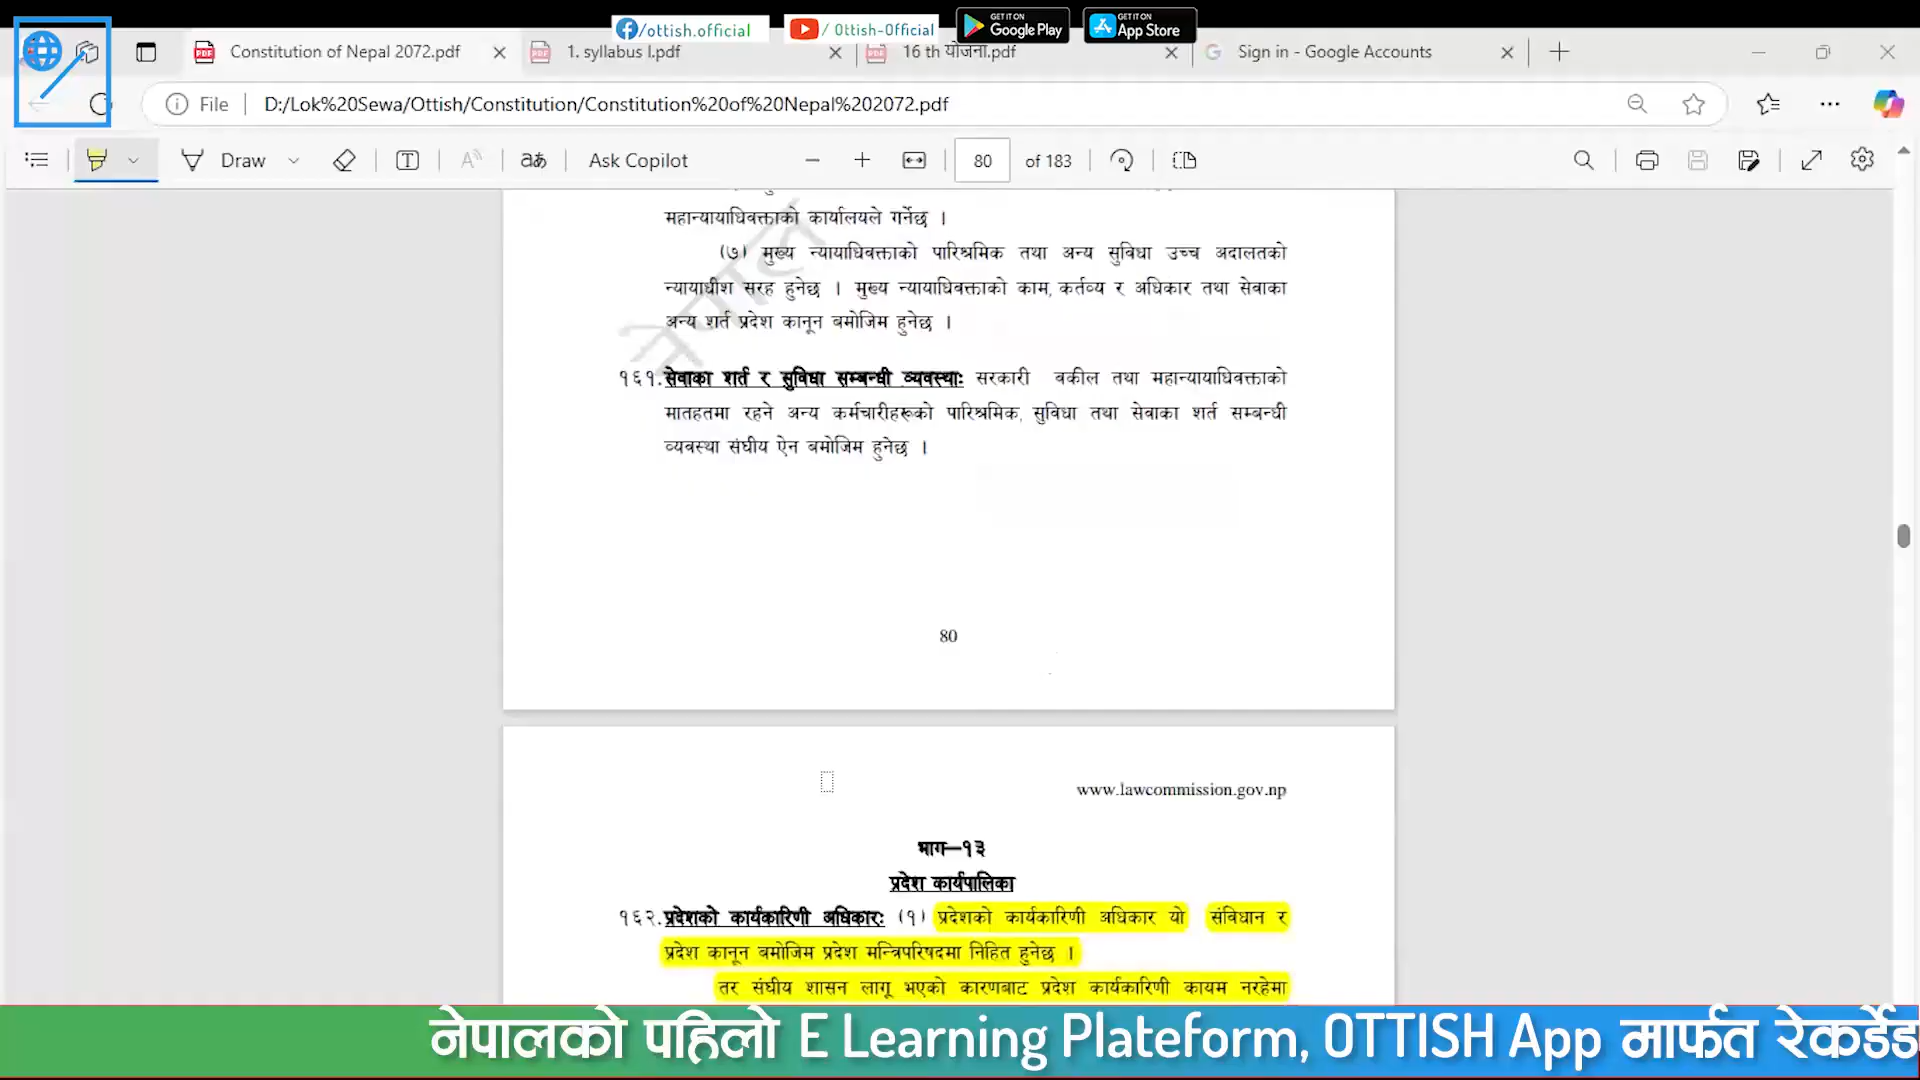 /ottish.official
/ Ottish-Official
GET IT ON
Google Play
GET IT ON
App Store
Constitution of Nepal 2072.pdf
1. syllabus I.pdf
16 th योजना.pdf
Sign in - Google Accounts
File
D:/Lok%20Sewa/Ottish/Constitution/Constitution%20of%20Nepal%202072.pdf
Draw
Ask Copilot
80
of 183
महान्यायाधिवक्ताको कार्यालयले गर्नेछ ।
(७) मुख्य न्यायाधिवक्ताको पारिश्रमिक तथा अन्य सुविधा उच्च अदालतको
न्यायाधीश सरह हुनेछ । मुख्य न्यायाधिवक्ताको काम, कर्तव्य र अधिकार तथा सेवाका
अन्य शर्त प्रदेश कानून बमोजिम हुनेछ ।
नेपाल
१६१. सेवाका शर्त र सुविधा सम्बन्धी व्यवस्थाः सरकारी वकील तथा महान्यायाधिवक्ताको
मातहतमा रहने अन्य कर्मचारीहरूको पारिश्रमिक, सुविधा तथा सेवाका शर्त सम्बन्धी
व्यवस्था संघीय ऐन बमोजिम हुनेछ ।
80
www.lawcommission.gov.np
भाग–१३
प्रदेश कार्यपालिका
१६२. प्रदेशको कार्यकारिणी अधिकारः (१) प्रदेशको कार्यकारिणी अधिकार यो संविधान र
प्रदेश कानून बमोजिम प्रदेश मन्त्रिपरिषदमा निहित हुनेछ ।
तर संघीय शासन लागू भएको कारणबाट प्रदेश कार्यकारिणी कायम नरहेमा
नेपालको पहिलो E Learning Plateform, OTTISH App मार्फत रेकर्डेड